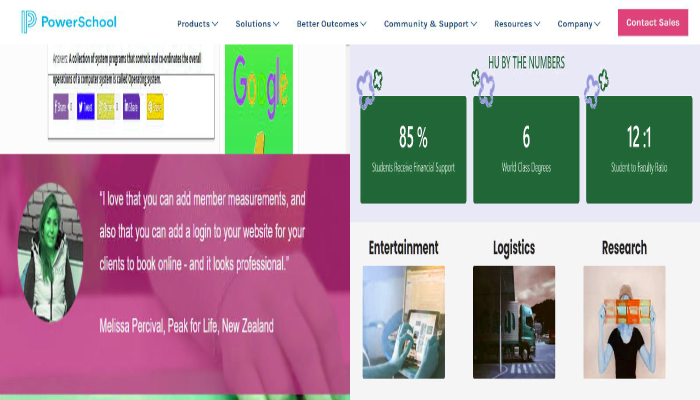 PowerSchool
Products Solutions Better Outcomes Community & Support Resources Company Contact Sales
Answers: A collection of system programs that controls and co-ordinates the overall
operations of a computer system is called Operating system.
Share 0 Tweet Share 0 Share Share
Google
HU BY THE NUMBERS
85 % 6 12 :1
Students Receive Financial Support World Class Degrees Student to Faculty Ratio
"I love that you can add member measurements, and
also that you can add a login to your website for your
clients to book online - and it looks professional."
Melissa Percival, Peak for Life, New Zealand
Entertainment Logistics Research